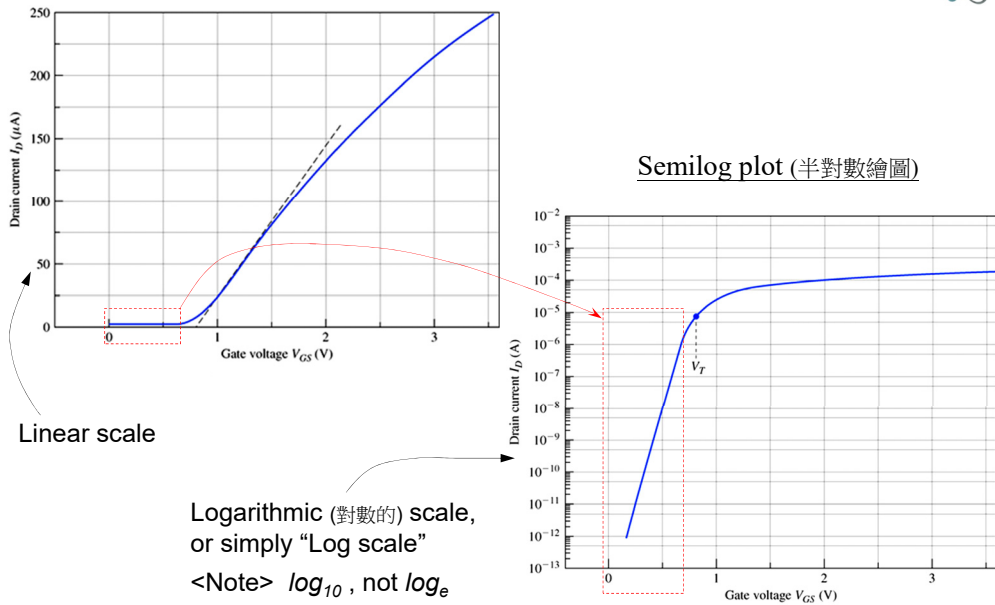 250
200
150
100
50
0
Drain current I_D (μA)
0 1 2 3
Gate voltage V_GS (V)
Linear scale
Semilog plot (半對數繪圖)
10^-2
10^-3
10^-4
10^-5
10^-6
10^-7
10^-8
10^-9
10^-10
10^-11
10^-12
10^-13
Drain current I_D (A)
V_T
0 1 2 3
Gate voltage V_GS (V)
Logarithmic (對數的) scale,
or simply “Log scale”
<Note> log_10 , not log_e